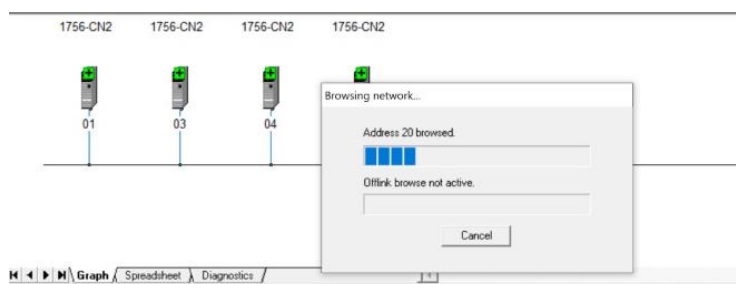 1756-CN2 1756-CN2 1756-CN2 1756-CN2
01 03 04
Browsing network...
Address 20 browsed.
Offlink browse not active.
Cancel
Graph Spreadsheet Diagnostics